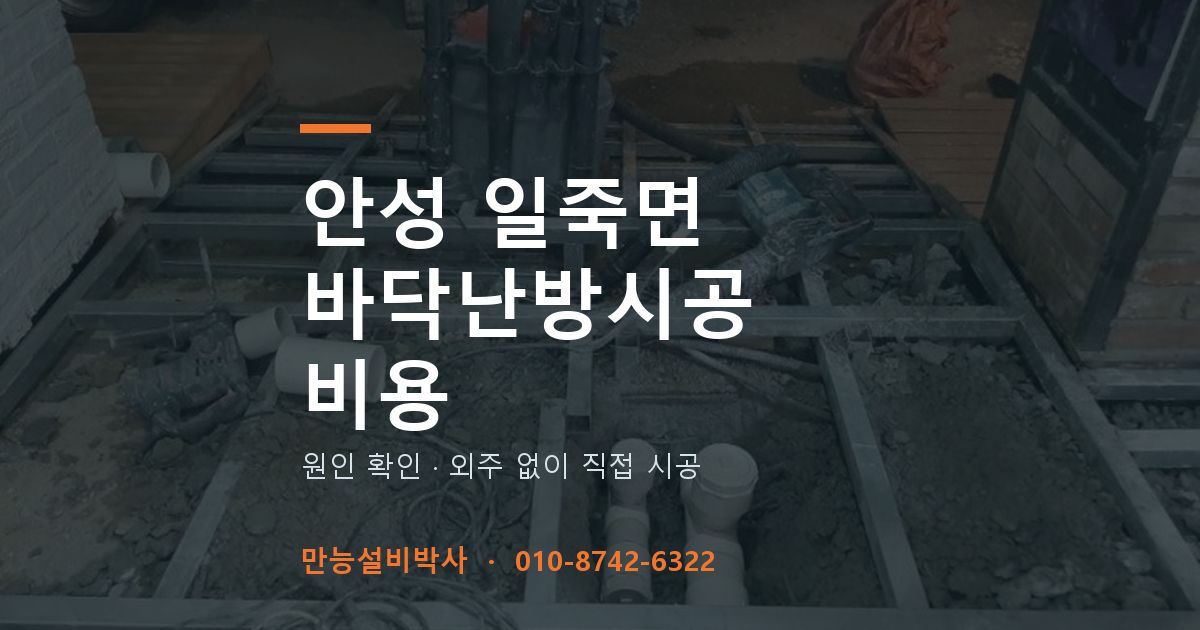 안성 일죽면
바닥난방시공
비용
원인 확인 · 외주 없이 직접 시공
만능설비박사 · 010-8742-6322